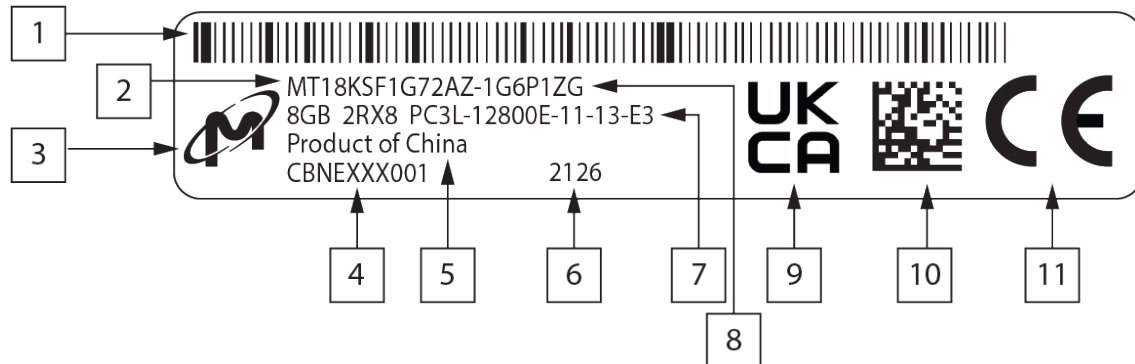 1
2
3
MT18KSF1G72AZ-1G6P1ZG
8GB 2RX8 PC3L-12800E-11-13-E3
Product of China
CBNEXXX001 2126
UK
CA
CE
4
5
6
7
9
10
11
8